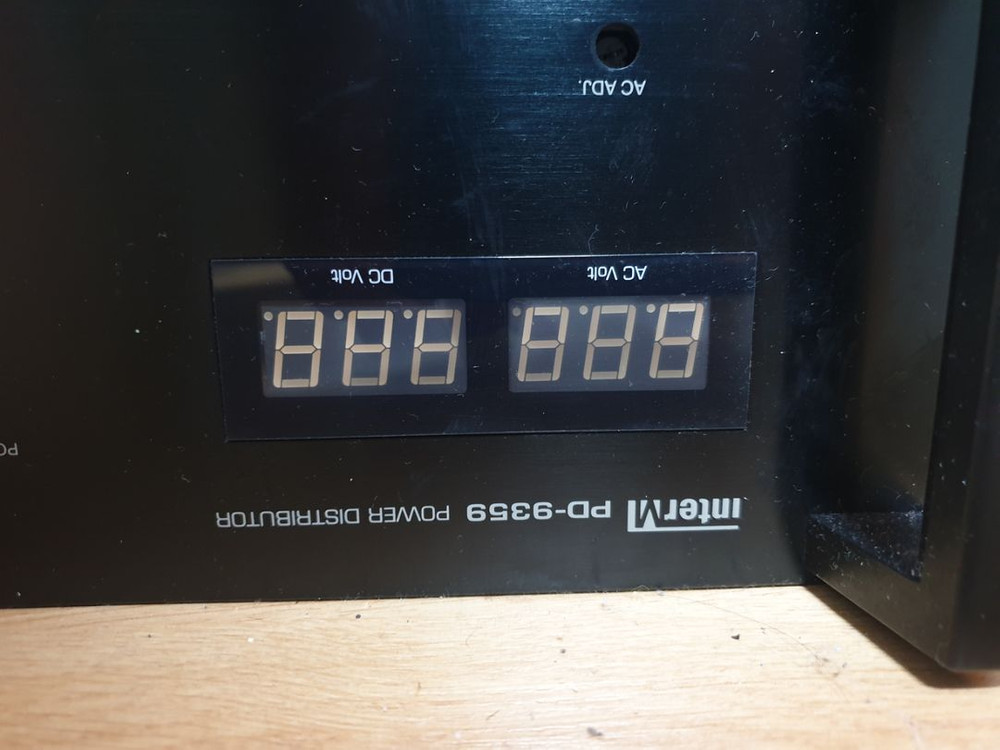 InterM PD-9359 POWER DISTRIBUTOR
AC Volt DC Volt
AC ADJ.